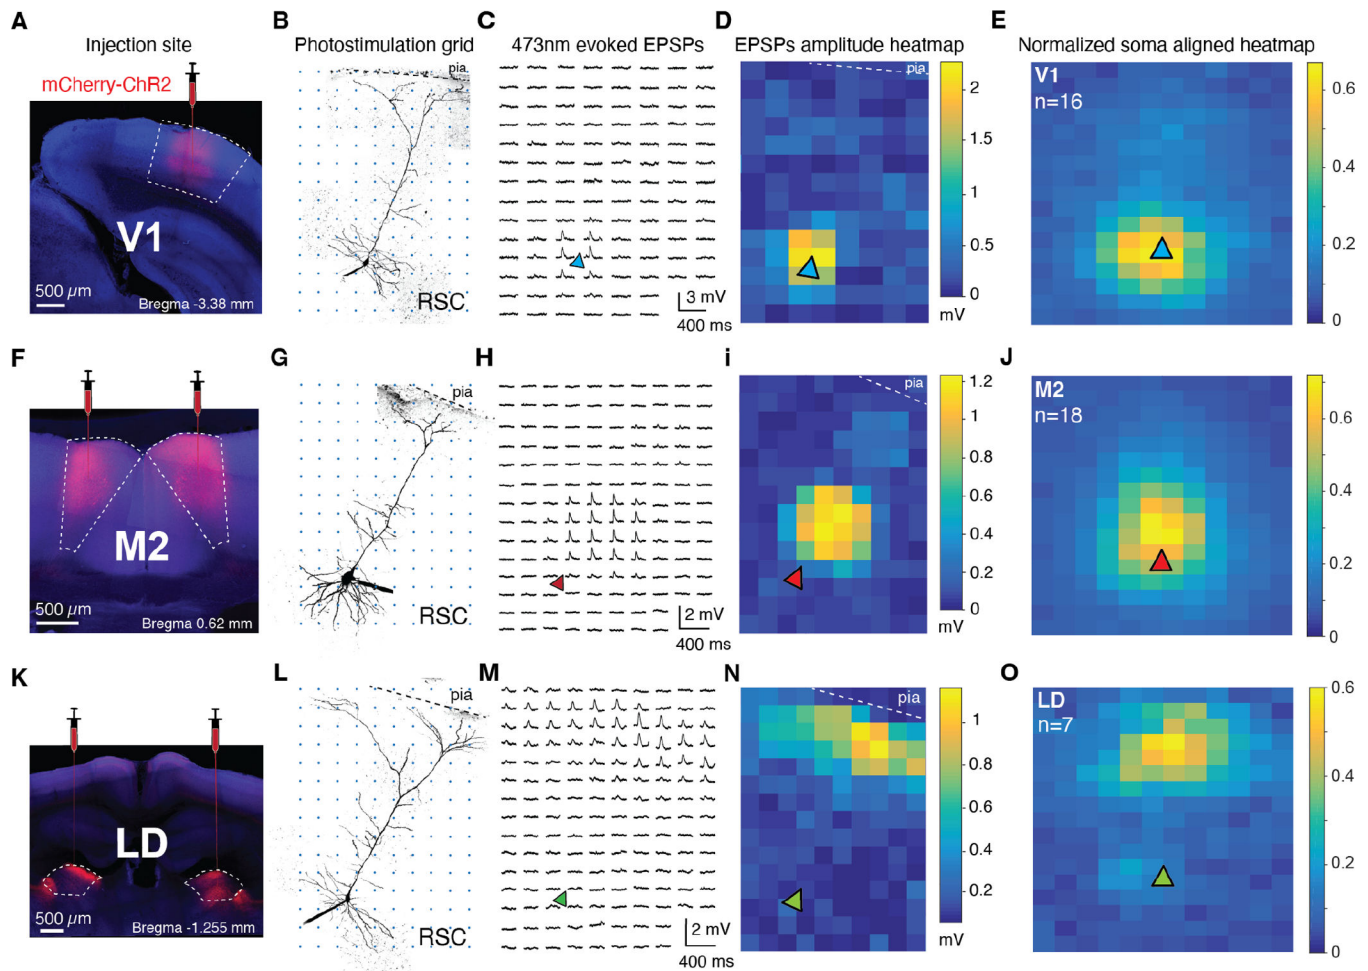 A
Injection site
mCherry-ChR2
V1
500 µm
Bregma -3.38 mm
B
Photostimulation grid
pia
RSC
C
473nm evoked EPSPs
3 mV
400 ms
D
EPSPs amplitude heatmap
pia
2
1.5
1
0.5
0
mV
E
Normalized soma aligned heatmap
V1
n=16
0.6
0.4
0.2
0
F
M2
500 µm
Bregma 0.62 mm
G
pia
RSC
H
2 mV
400 ms
i
pia
1.2
1
0.8
0.6
0.4
0.2
0
mV
J
M2
n=18
0.6
0.4
0.2
0
K
LD
500 µm
Bregma -1.255 mm
L
pia
RSC
M
2 mV
400 ms
N
pia
1
0.8
0.6
0.4
0.2
mV
O
LD
n=7
0.6
0.4
0.2
0